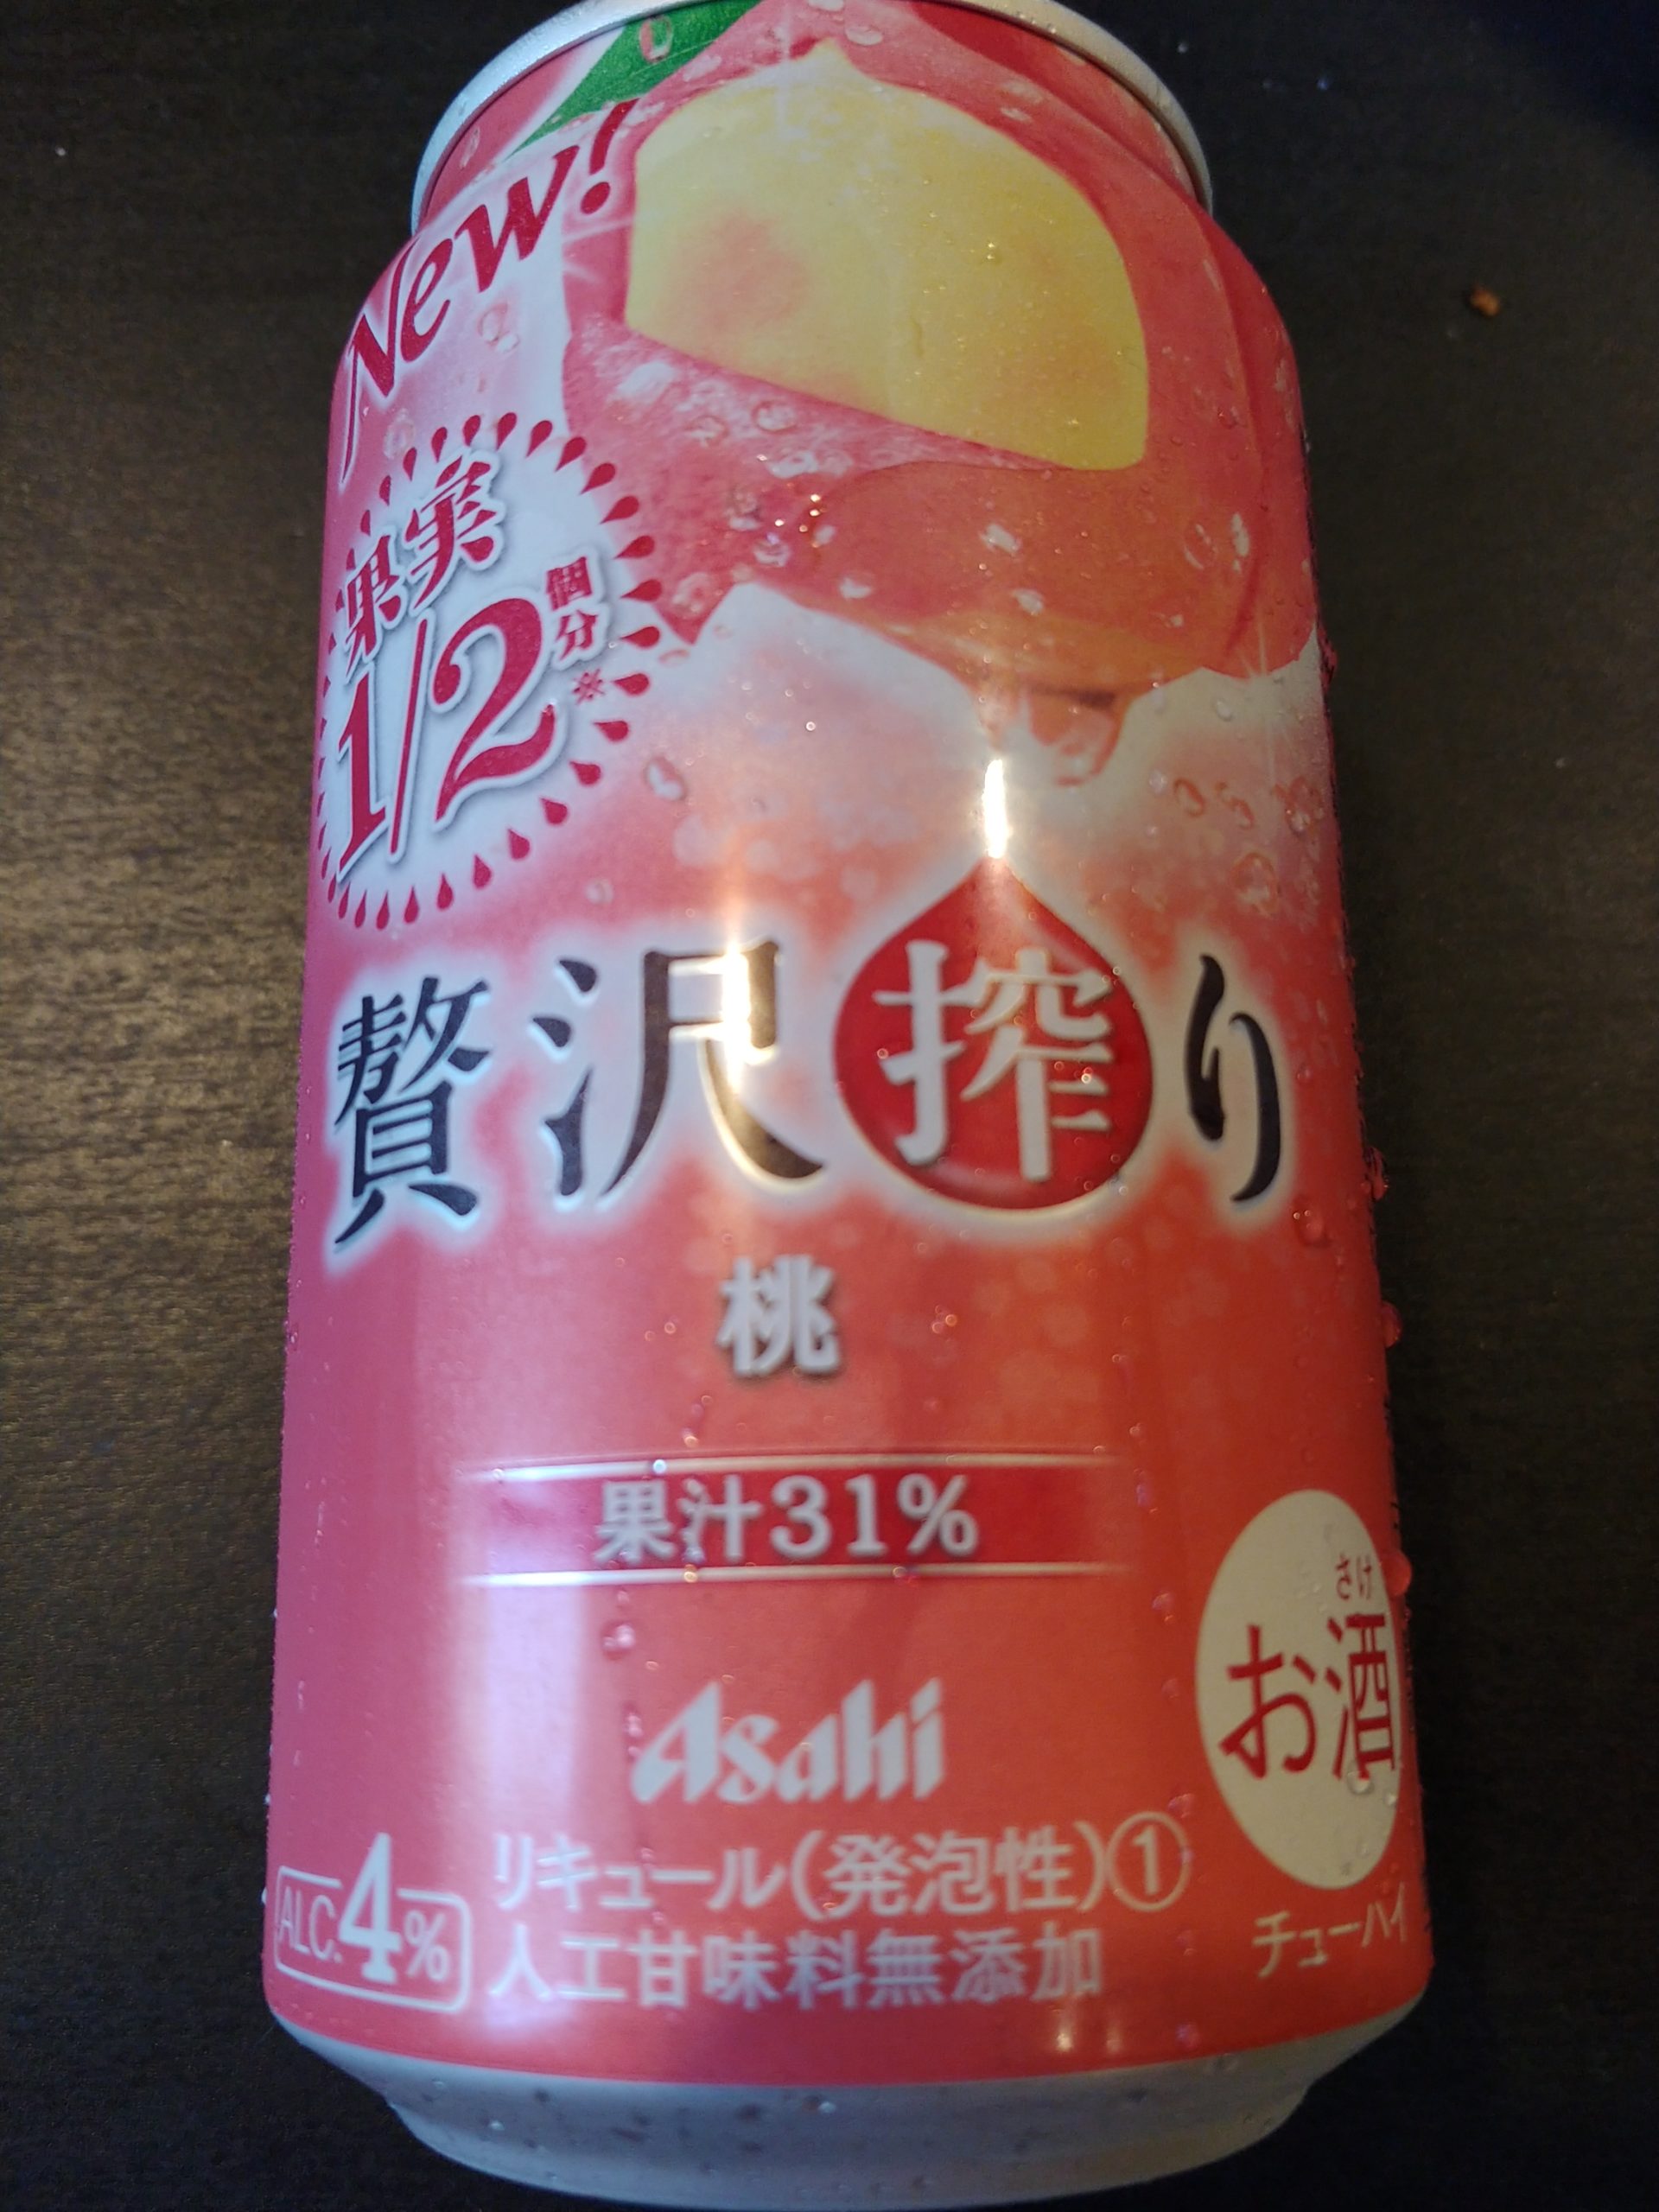 New!
果実
1/2
個分※
贅沢搾り
桃
果汁31%
さけ
お酒
Asahi
リキュール(発泡性)①
チューハイ
ALC.4%
人工甘味料無添加